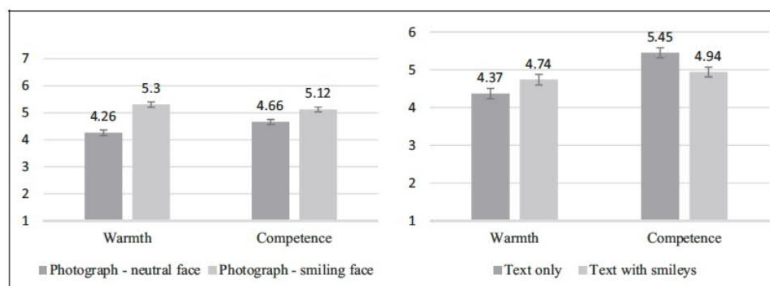 7
6
5
4
3
2
1
4.26
5.3
4.66
5.12
Warmth
Competence
Photograph - neutral face
Photograph - smiling face
6
5
4
3
2
1
4.37
4.74
5.45
4.94
Warmth
Competence
Text only
Text with smileys